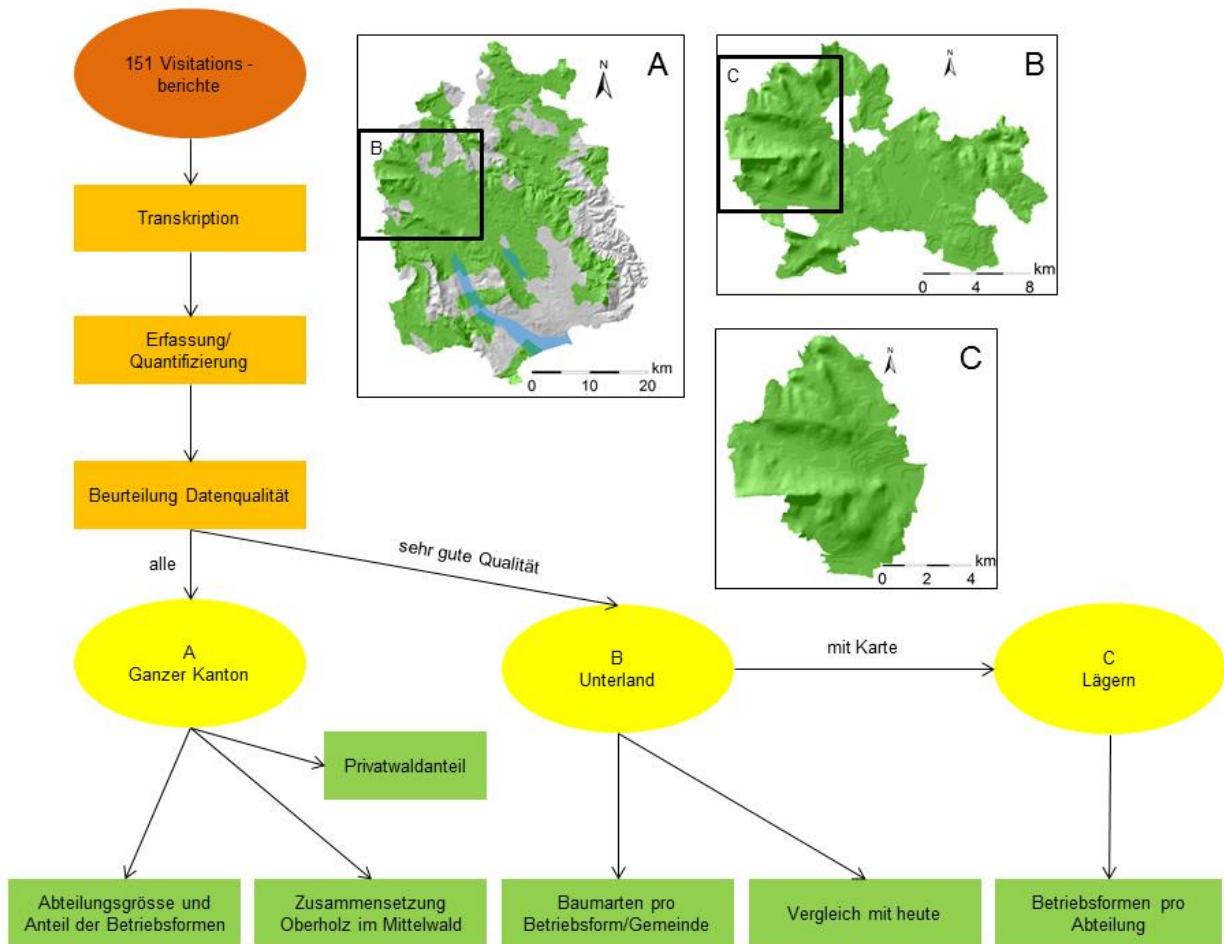 151 Visitations -
berichte
Transkription
Erfassung/
Quantifizierung
Beurteilung Datenqualität
alle
sehr gute Qualität
A
Ganzer Kanton
B
Unterland
mit Karte
C
Lägern
Privatwaldanteil
Abteilungsgrösse und
Anteil der Betriebsformen
Zusammensetzung
Oberholz im Mittelwald
Baumarten pro
Betriebsform/Gemeinde
Vergleich mit heute
Betriebsformen pro
Abteilung
A
N
B
km
0 10 20
B
N
C
km
0 4 8
C
N
km
0 2 4